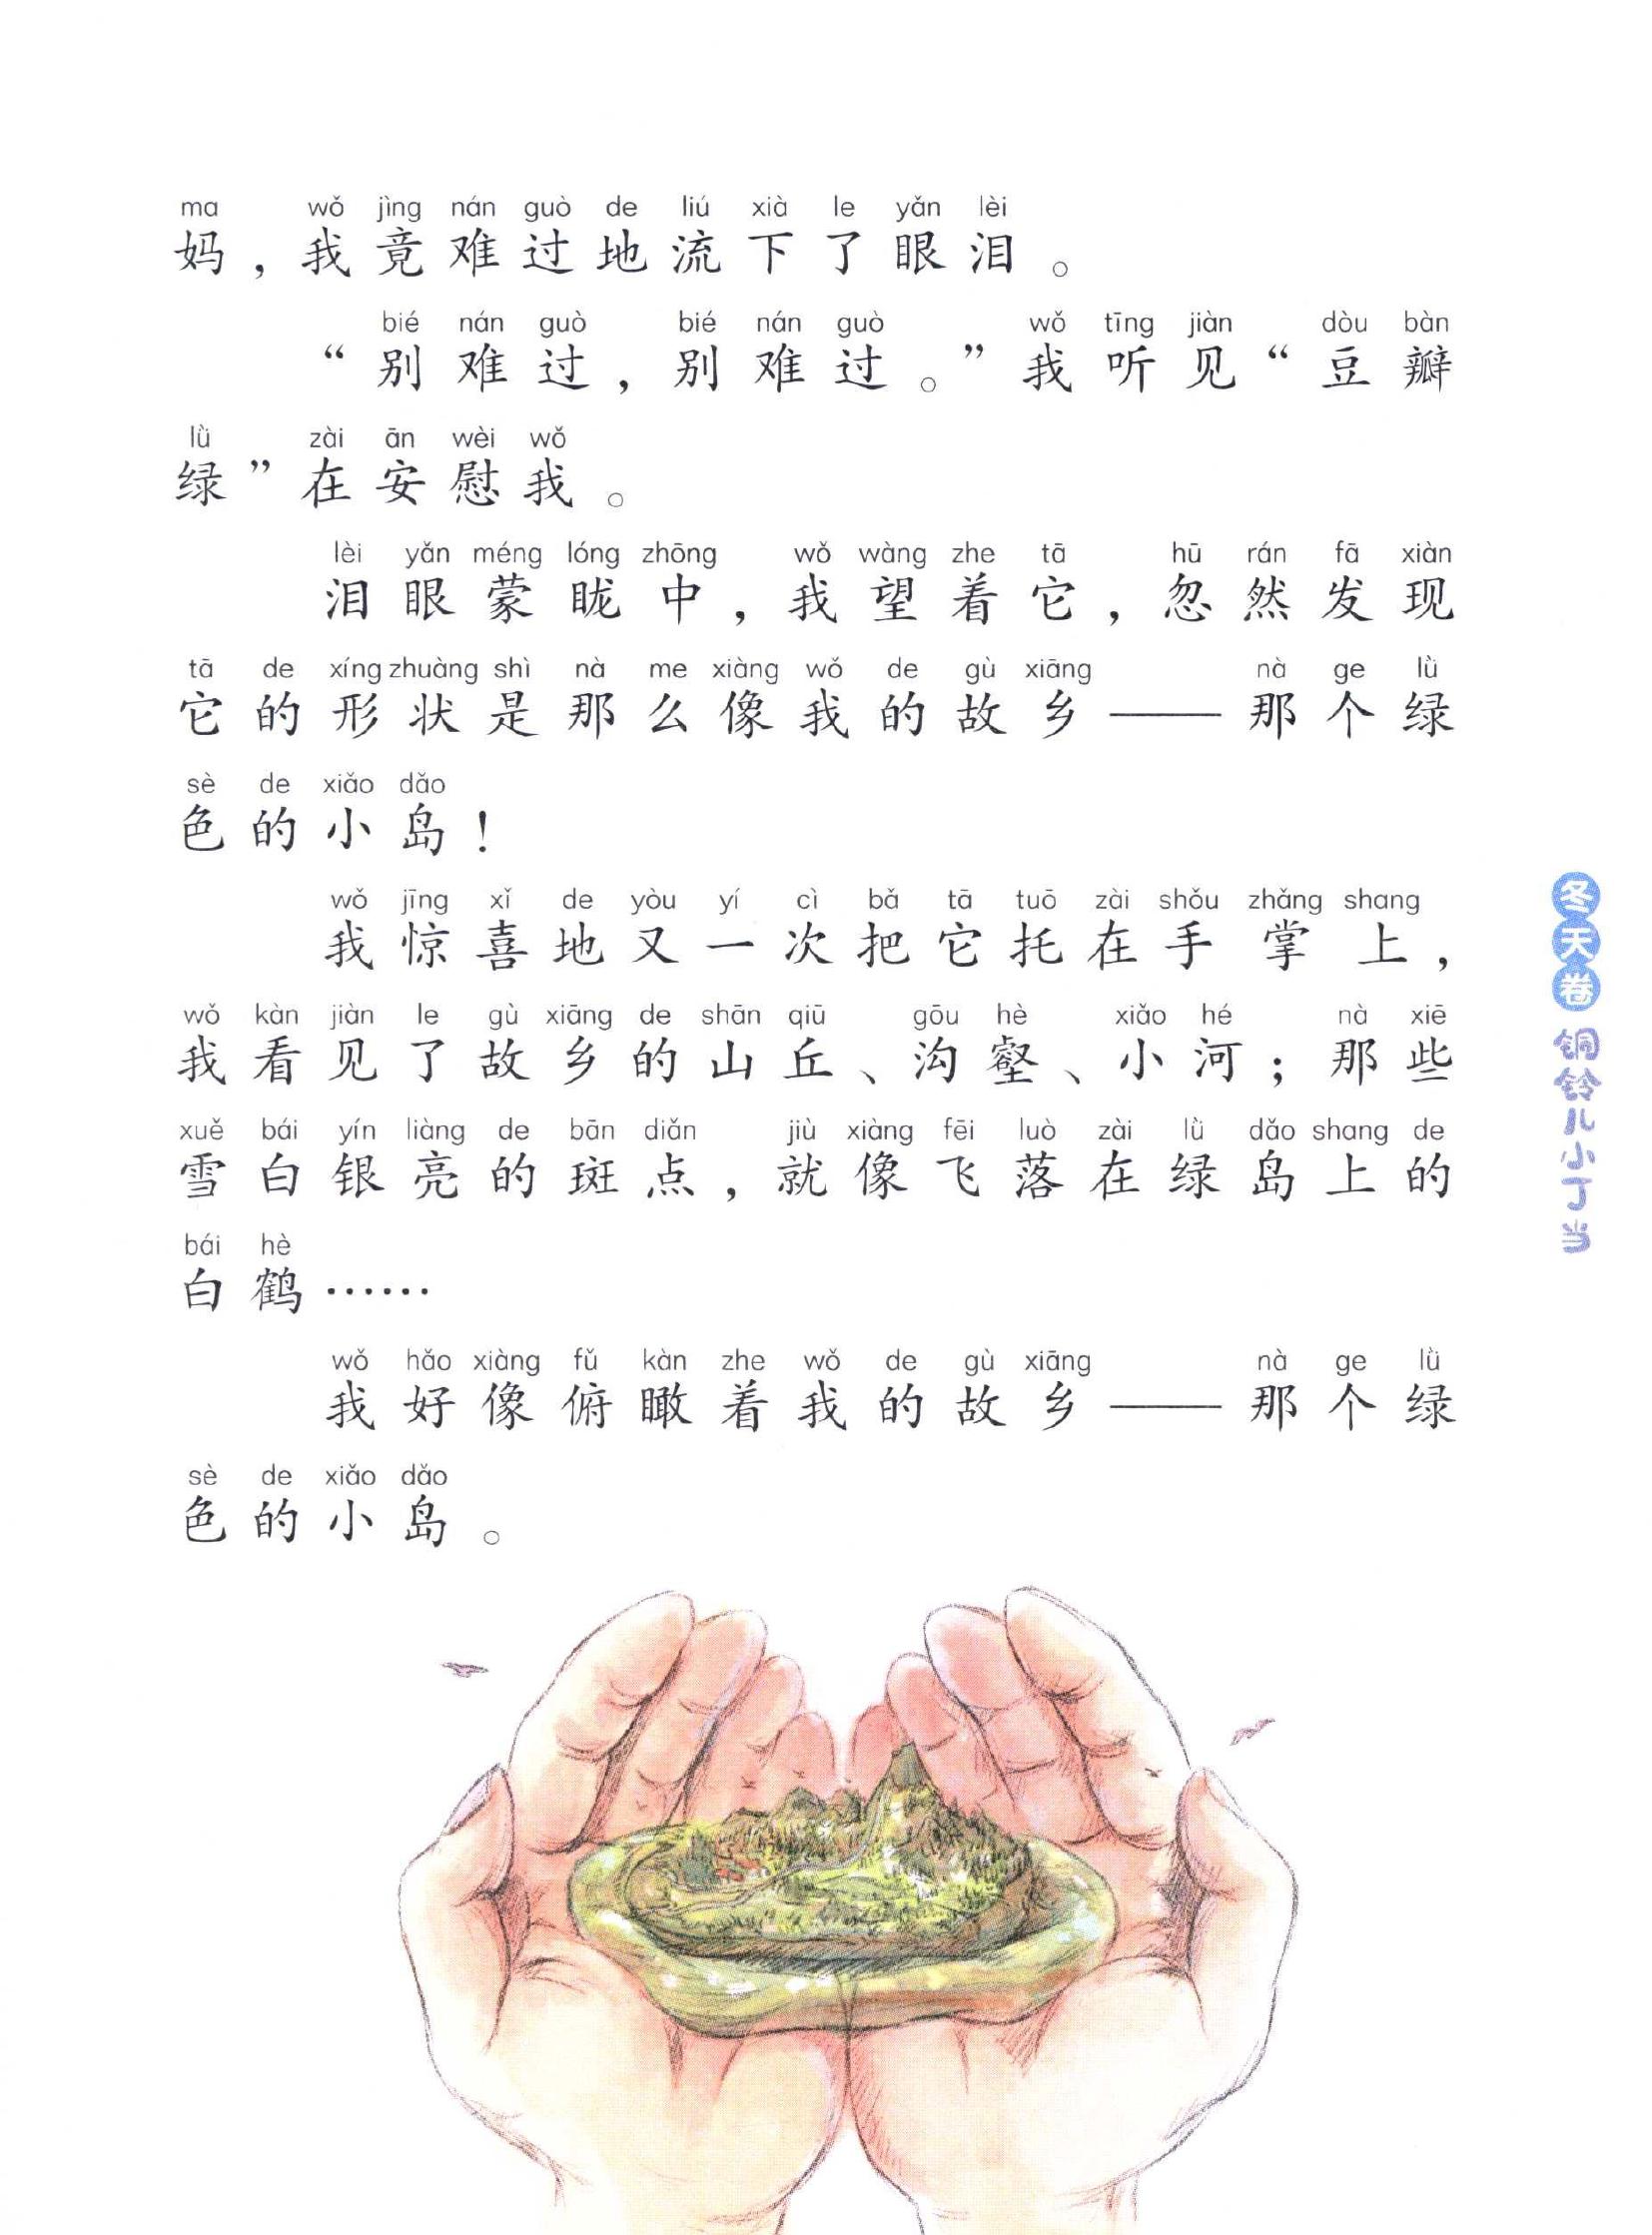 ma wǒ jìng nán guò de liú xià le yǎn lèi
妈，我竟难过地流下了眼泪。
bié nán guò bié nán guò wǒ tīng jiàn dòu bàn
“别难过，别难过。”我听见“豆瓣
lǜ zài ān wèi wǒ
绿”在安慰我。
lèi yǎn méng lóng zhōng wǒ wàng zhe tā hū rán fā xiàn
泪眼蒙眬中，我望着它，忽然发现
tā de xíng zhuàng shì nà me xiàng wǒ de gù xiāng nà ge lǜ
它的形状是那么像我的故乡——那个绿
sè de xiǎo dǎo
色的小岛！
wǒ jīng xǐ de yòu yí cì bǎ tā tuō zài shǒu zhǎng shang
我惊喜地又一次把它托在手掌上，
wǒ kàn jiàn le gù xiāng de shān qiū gōu hè xiǎo hé nà xiē
我看见了故乡的山丘、沟壑、小河；那些
xuě bái yín liàng de bān diǎn jiù xiàng fēi luò zài lǜ dǎo shang de
雪白银亮的斑点，就像飞落在绿岛上的
bái hè
白鹤……
wǒ hǎo xiàng fǔ kàn zhe wǒ de gù xiāng nà ge lǜ
我好像俯瞰着我的故乡——那个绿
sè de xiǎo dǎo
色的小岛。
冬天卷 铜铃儿小丁当